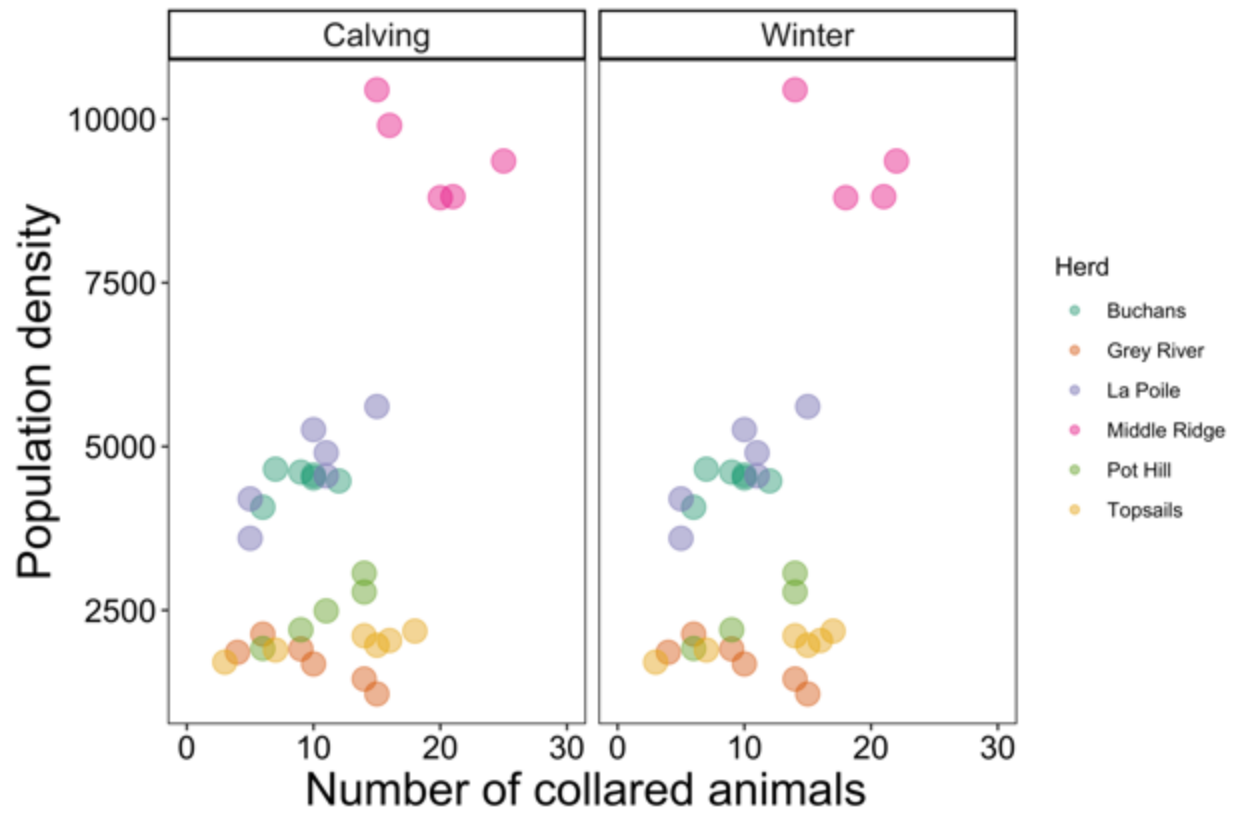 Calving Winter
10000
7500
5000
2500
Population density
0 10 20 30 0 10 20 30
Number of collared animals
Herd
Buchans
Grey River
La Poile
Middle Ridge
Pot Hill
Topsails